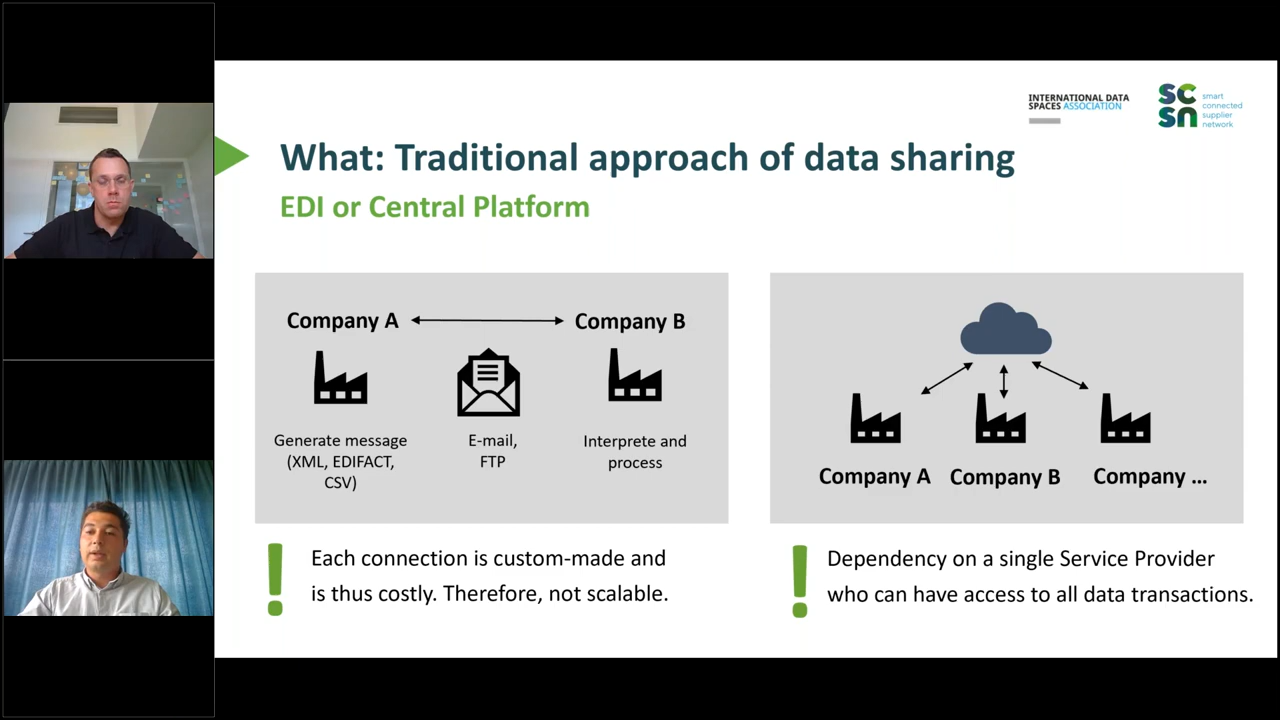 INTERNATIONAL DATA
SPACES ASSOCIATION
SCSN
smart
connected
supplier
network
What: Traditional approach of data sharing
EDI or Central Platform
Company A
Company B
Generate message
(XML, EDIFACT,
CSV)
E-mail,
FTP
Interprete and
process
Company A
Company B
Company ...
! Each connection is custom-made and
is thus costly. Therefore, not scalable.
! Dependency on a single Service Provider
who can have access to all data transactions.